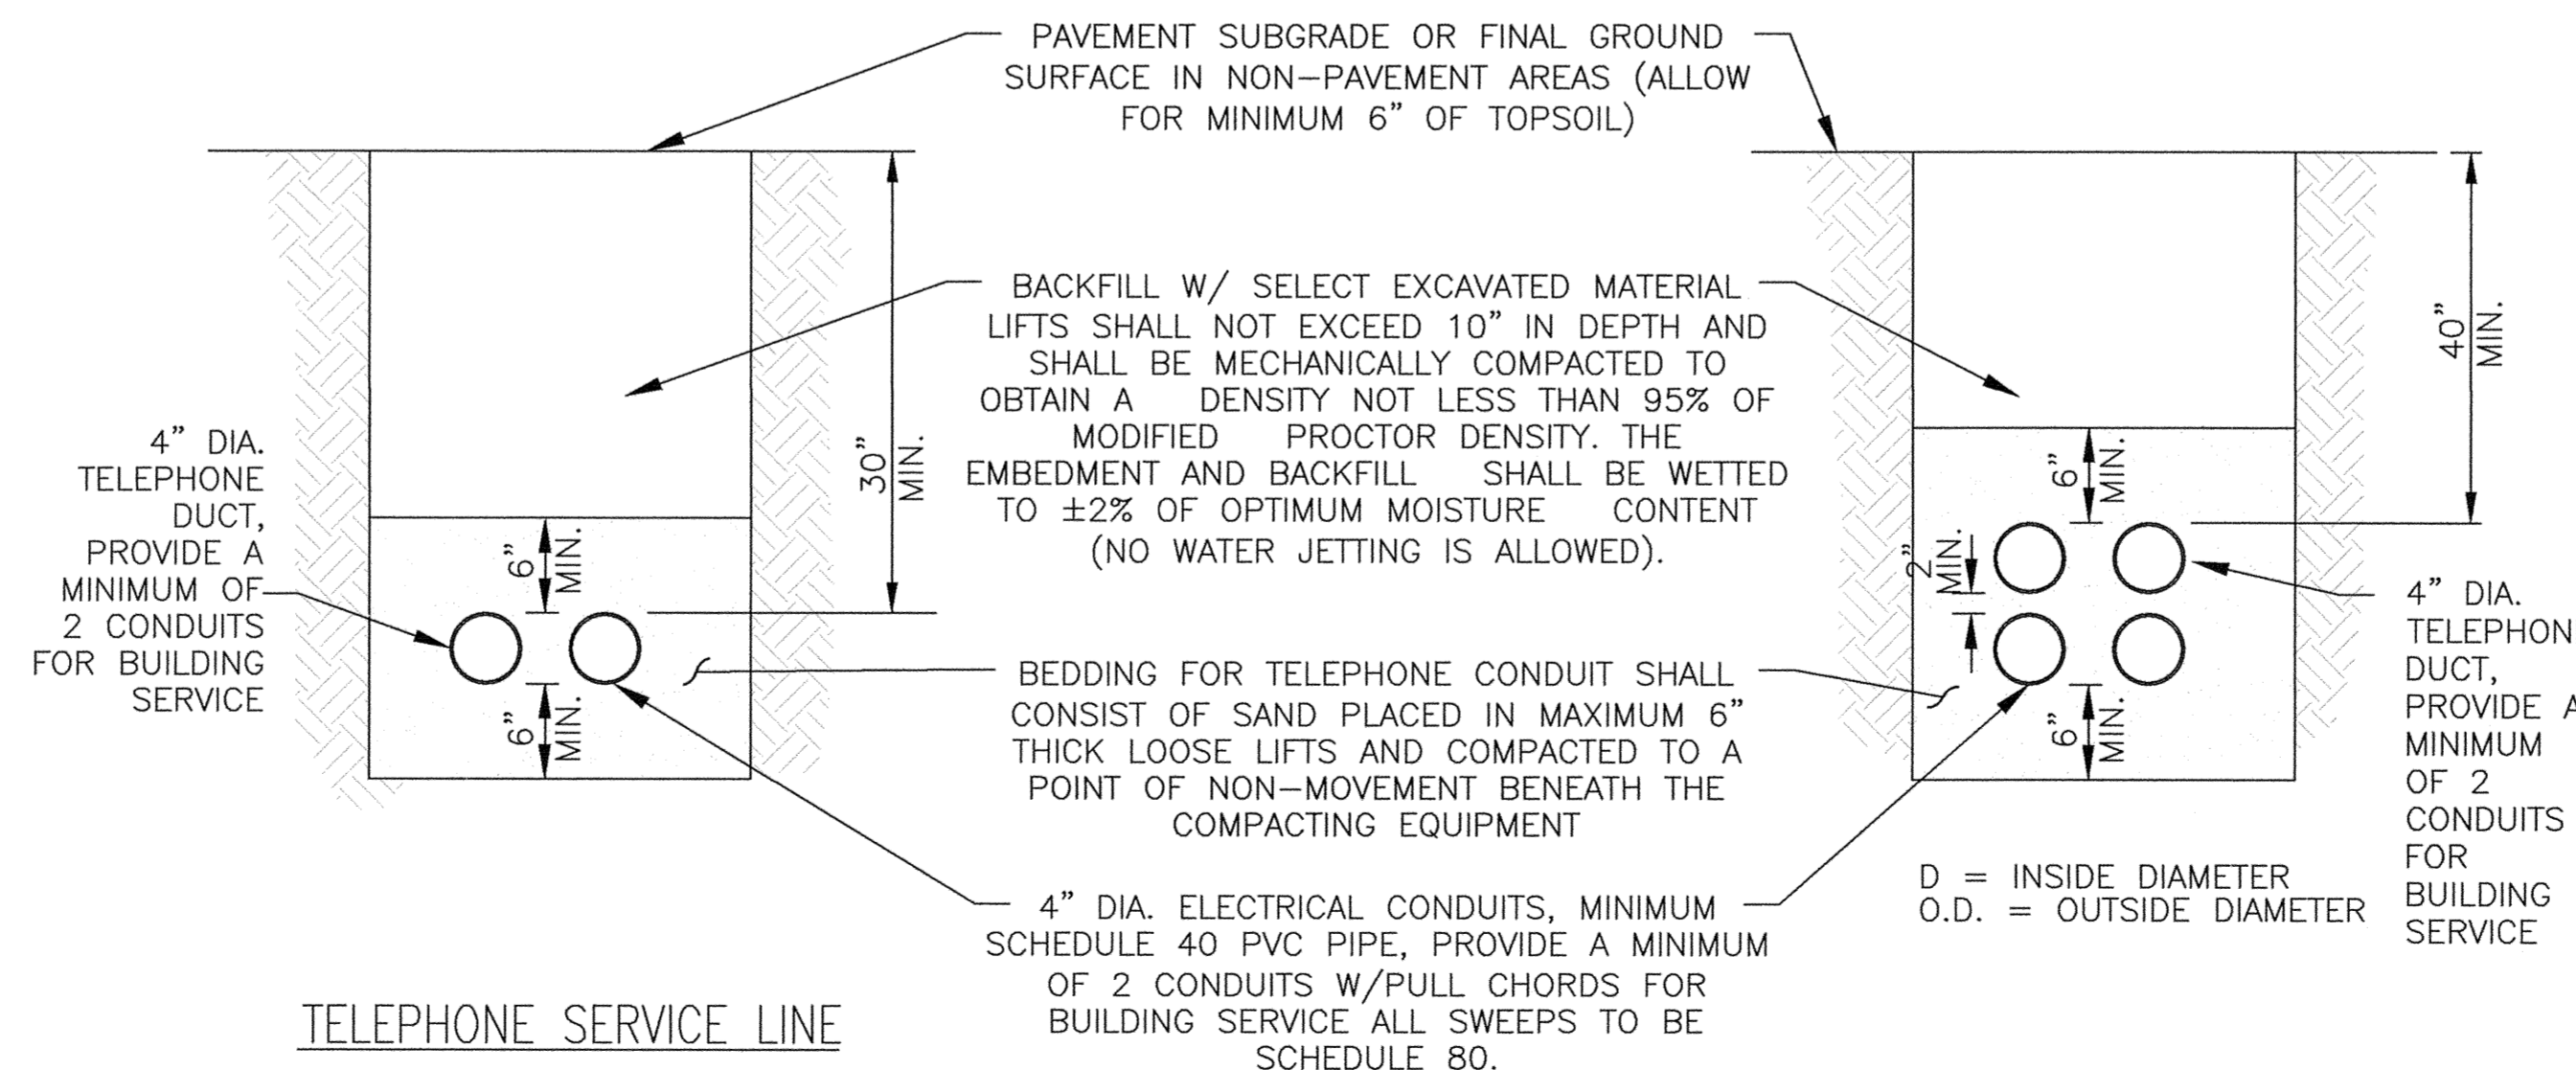 PAVEMENT SUBGRADE OR FINAL GROUND
SURFACE IN NON-PAVEMENT AREAS (ALLOW
FOR MINIMUM 6" OF TOPSOIL)
BACKFILL W/ SELECT EXCAVATED MATERIAL
LIFTS SHALL NOT EXCEED 10" IN DEPTH AND
SHALL BE MECHANICALLY COMPACTED TO
OBTAIN A DENSITY NOT LESS THAN 95% OF
MODIFIED PROCTOR DENSITY. THE
EMBEDMENT AND BACKFILL SHALL BE WETTED
TO ±2% OF OPTIMUM MOISTURE CONTENT
(NO WATER JETTING IS ALLOWED).
4" DIA.
TELEPHONE
DUCT,
PROVIDE A
MINIMUM OF
2 CONDUITS
FOR BUILDING
SERVICE
30"
MIN.
6"
MIN.
6"
MIN.
BEDDING FOR TELEPHONE CONDUIT SHALL
CONSIST OF SAND PLACED IN MAXIMUM 6"
THICK LOOSE LIFTS AND COMPACTED TO A
POINT OF NON-MOVEMENT BENEATH THE
COMPACTING EQUIPMENT
4" DIA. ELECTRICAL CONDUITS, MINIMUM
SCHEDULE 40 PVC PIPE, PROVIDE A MINIMUM
OF 2 CONDUITS W/PULL CHORDS FOR
BUILDING SERVICE ALL SWEEPS TO BE
SCHEDULE 80.
40"
MIN.
6"
MIN.
2"
MIN.
6"
MIN.
4" DIA.
TELEPHON
DUCT,
PROVIDE A
MINIMUM
OF 2
CONDUITS
FOR
BUILDING
SERVICE
D = INSIDE DIAMETER
O.D. = OUTSIDE DIAMETER
TELEPHONE SERVICE LINE